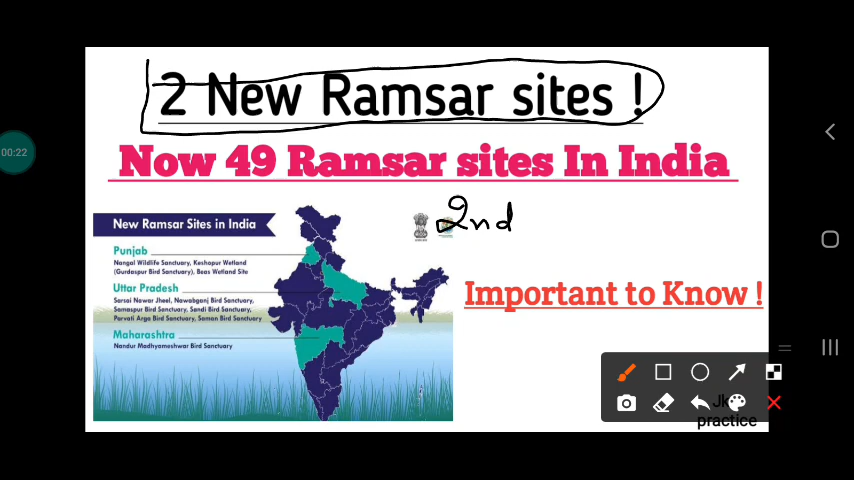 00:22
2 New Ramsar sites !
Now 49 Ramsar sites In India
2nd
New Ramsar Sites in India
Punjab
Nangal Wildlife Sanctuary, Keshopur Wetland
(Gurdaspur Bird Sanctuary), Beas Wetland Site
Uttar Pradesh
Sarsai Nawar Jheel, Nawabganj Bird Sanctuary,
Samaspur Bird Sanctuary, Sandi Bird Sanctuary,
Parvati Arga Bird Sanctuary, Saman Bird Sanctuary
Maharashtra
Nandur Madhyameshwar Bird Sanctuary
Important to Know !
Jk
practice